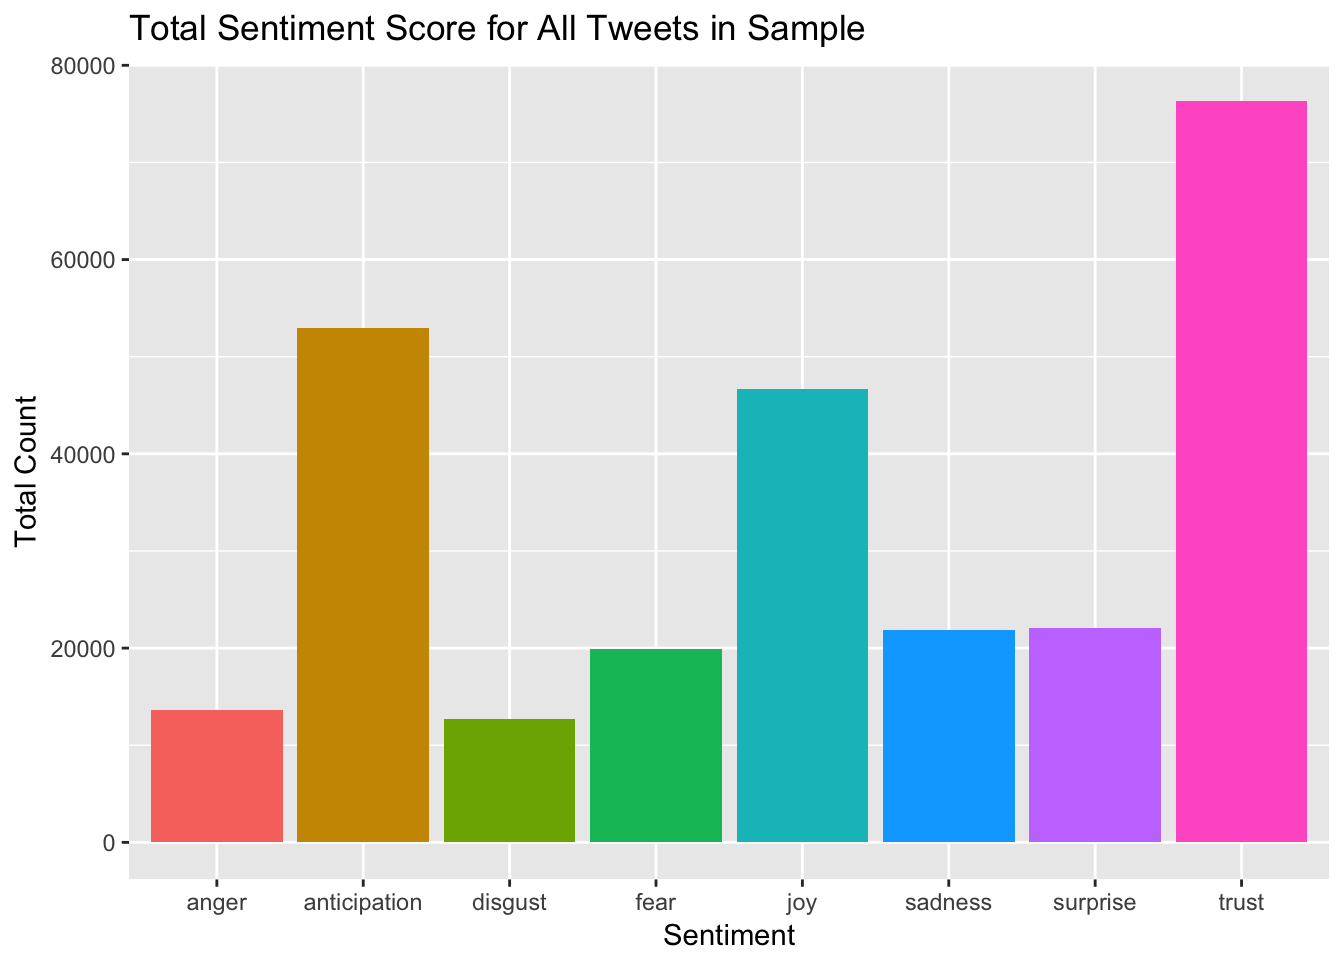 Total Sentiment Score for All Tweets in Sample
80000
60000
40000
20000
0
Total Count
anger anticipation disgust fear joy sadness surprise trust
Sentiment